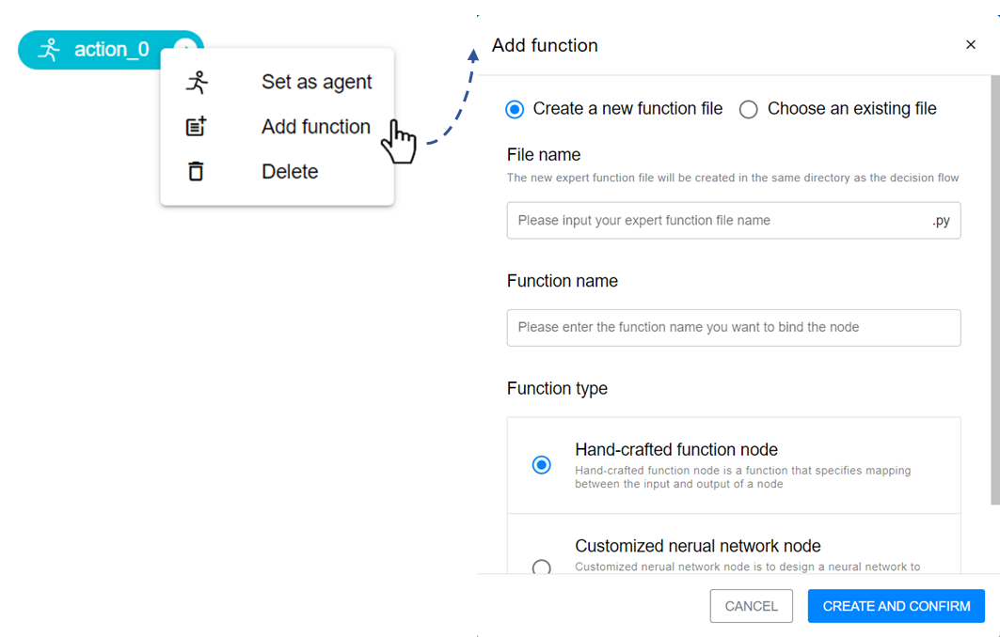 action_0
Set as agent
Add function
Delete
Add function
Create a new function file
Choose an existing file
File name
The new expert function file will be created in the same directory as the decision flow
Please input your expert function file name
.py
Function name
Please enter the function name you want to bind the node
Function type
Hand-crafted function node
Hand-crafted function node is a function that specifies mapping
between the input and output of a node
Customized nerual network node
Customized nerual network node is to design a neural network to
CANCEL
CREATE AND CONFIRM